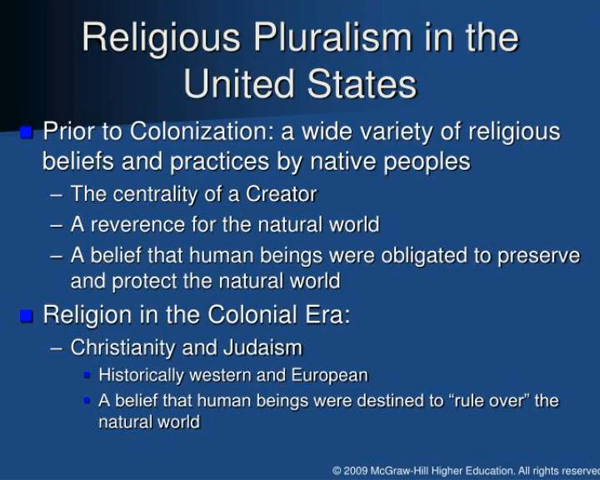 Religious Pluralism in the
United States
Prior to Colonization: a wide variety of religious
beliefs and practices by native peoples
– The centrality of a Creator
– A reverence for the natural world
– A belief that human beings were obligated to preserve
and protect the natural world
Religion in the Colonial Era:
– Christianity and Judaism
Historically western and European
A belief that human beings were destined to “rule over” the
natural world
© 2009 McGraw-Hill Higher Education. All rights reserved